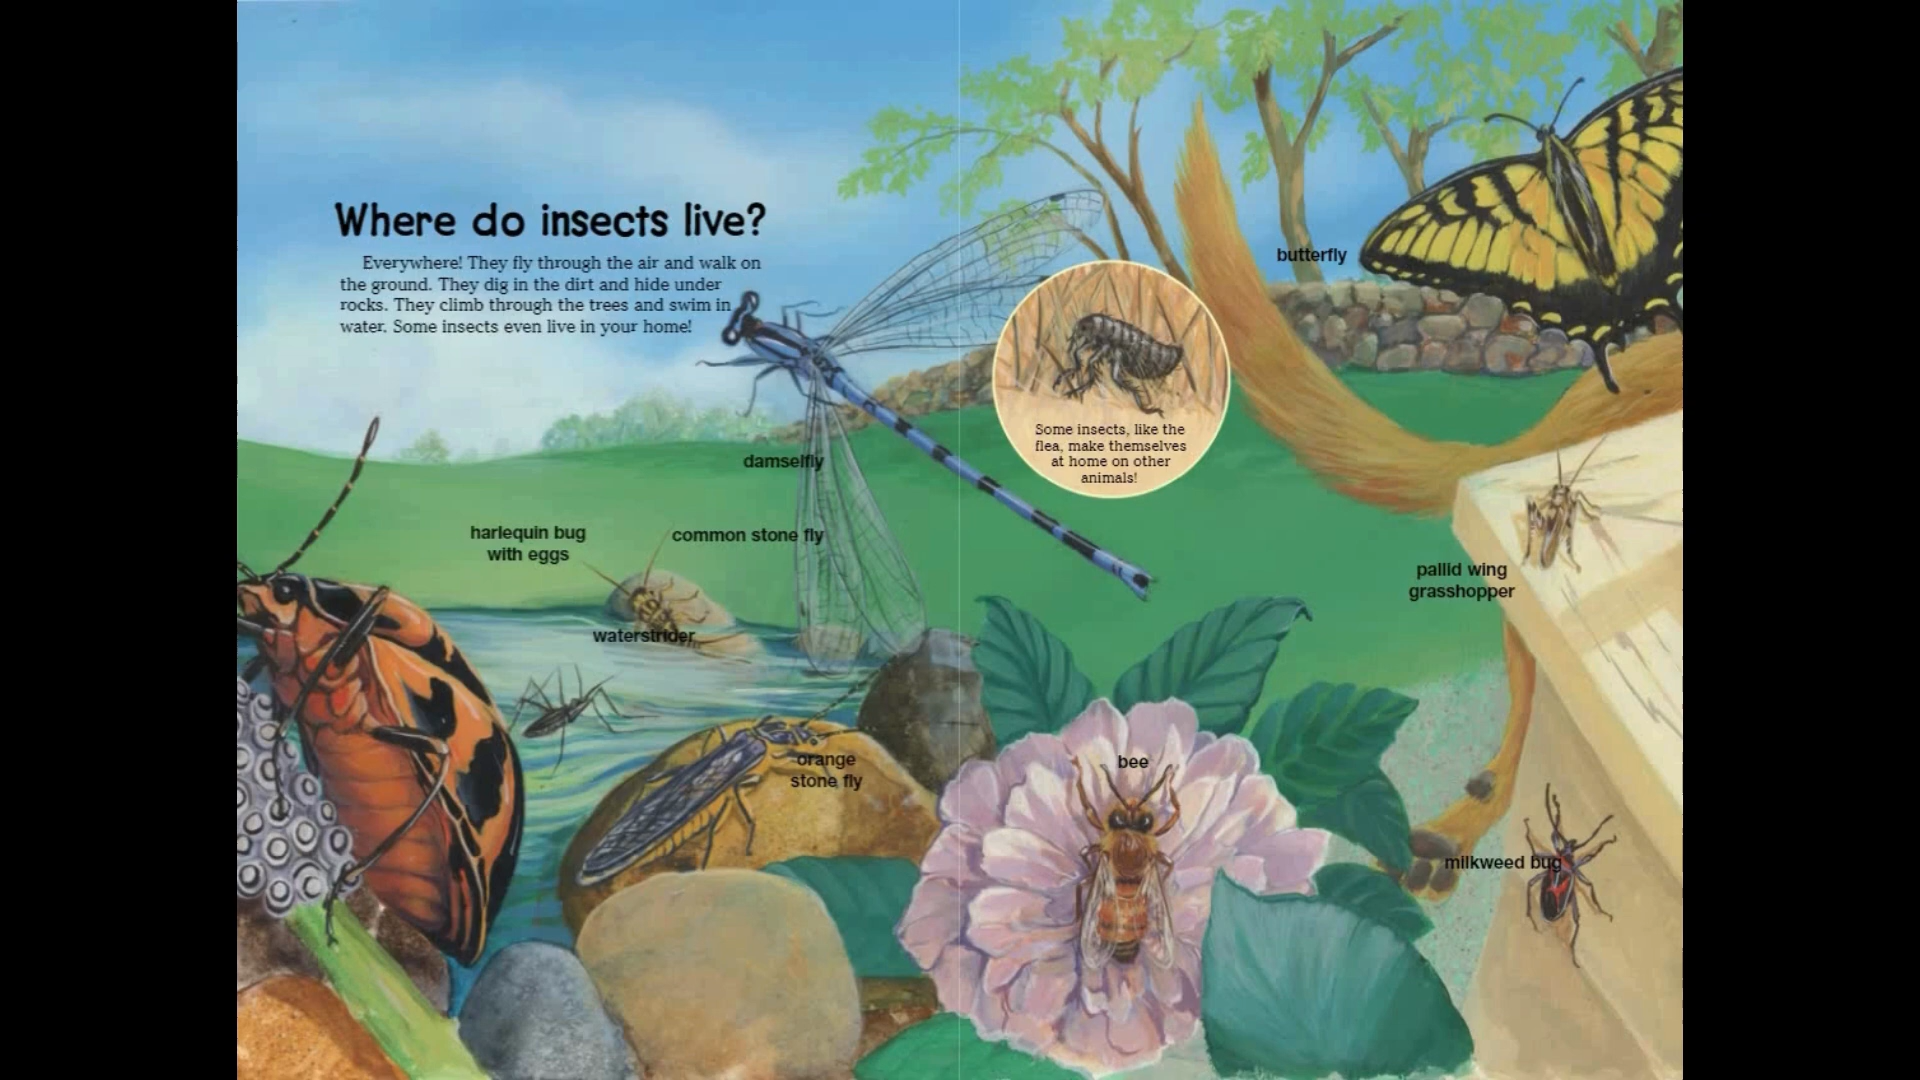 Where do insects live?
Everywhere! They fly through the air and walk on
the ground. They dig in the dirt and hide under
rocks. They climb through the trees and swim in
water. Some insects even live in your home!
butterfly
Some insects, like the
flea, make themselves
at home on other
animals!
damselfly
harlequin bug
with eggs
common stone fly
pallid wing
grasshopper
waterstrider
orange
stone fly
bee
milkweed bug